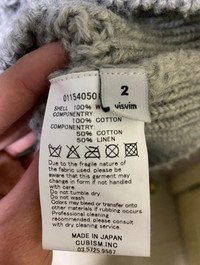 2
visvim
01154050
SHELL 100% W
COMPONENTRY:
100% COTTON
COMPONENTRY:
50% COTTON
50% LINEN
Due to the fragile nature of
the fabric used, please be
aware that this garment may
change in form if not handled
with care.
Do not tumble dry.
Do not wash.
Colors may bleed or transfer onto
other materials if rubbing occurs.
Professional cleaning
recommended, please consult
with dry cleaning service.
MADE IN JAPAN
CUBISM INC.
03 5725 9567